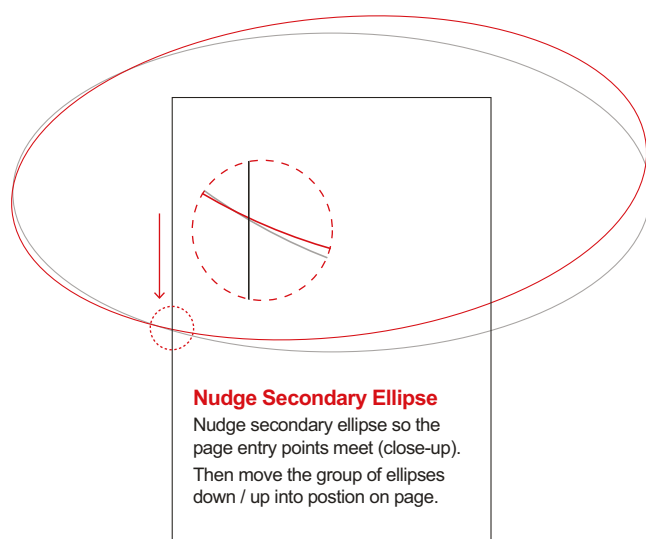 Nudge Secondary Ellipse
Nudge secondary ellipse so the
page entry points meet (close-up).
Then move the group of ellipses
down / up into postion on page.